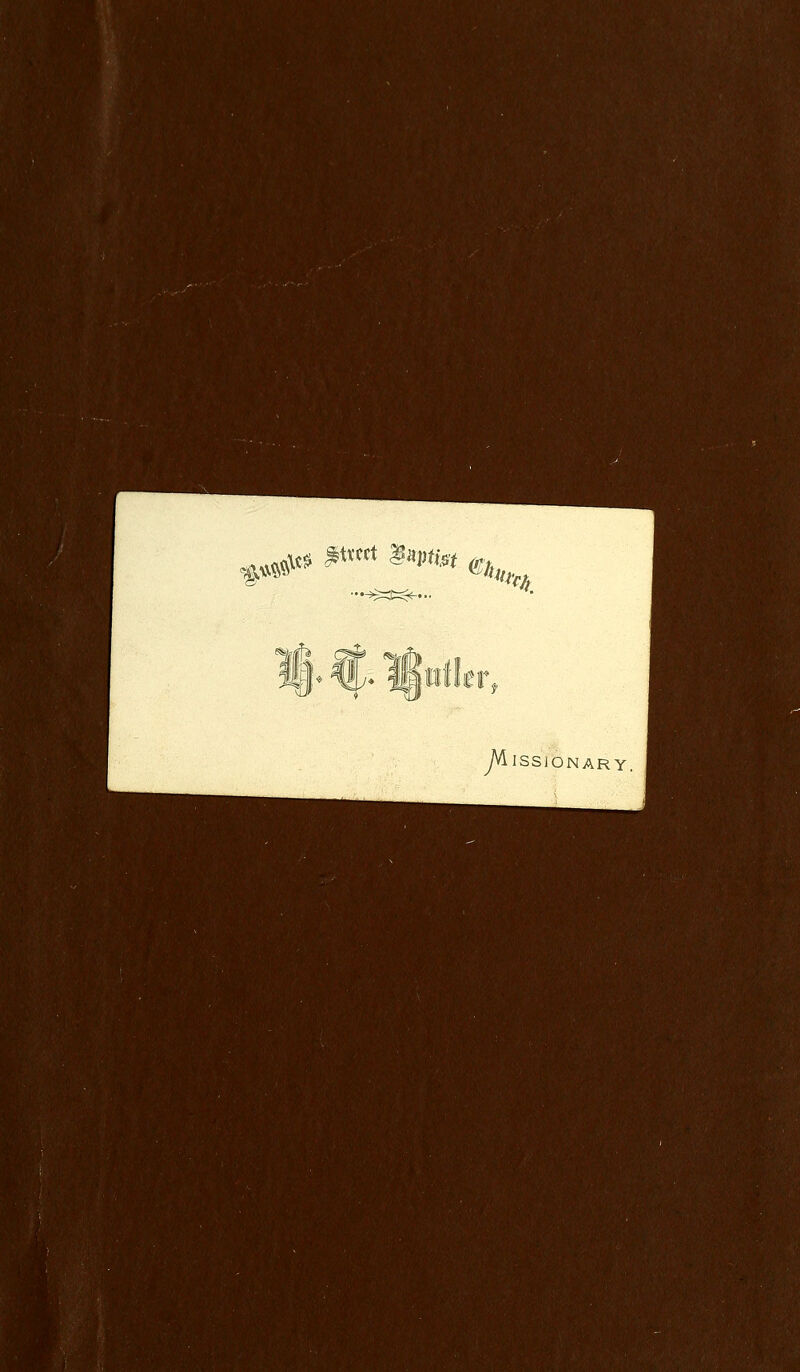 Ruggles Street Baptist Church.
H. T. Butler,
Missionary.